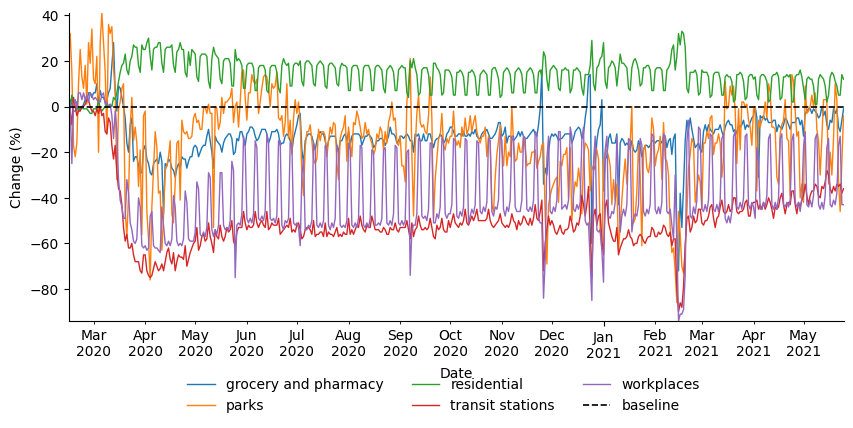 Change (%)
40
20
0
−20
−40
−60
−80
Mar Apr May Jun Jul Aug Sep Oct Nov Dec Jan Feb Mar Apr May
2020 2020 2020 2020 2020 2020 2020 2020 2020 2020 2021 2021 2021 2021 2021
Date
grocery and pharmacy residential workplaces
parks transit stations baseline